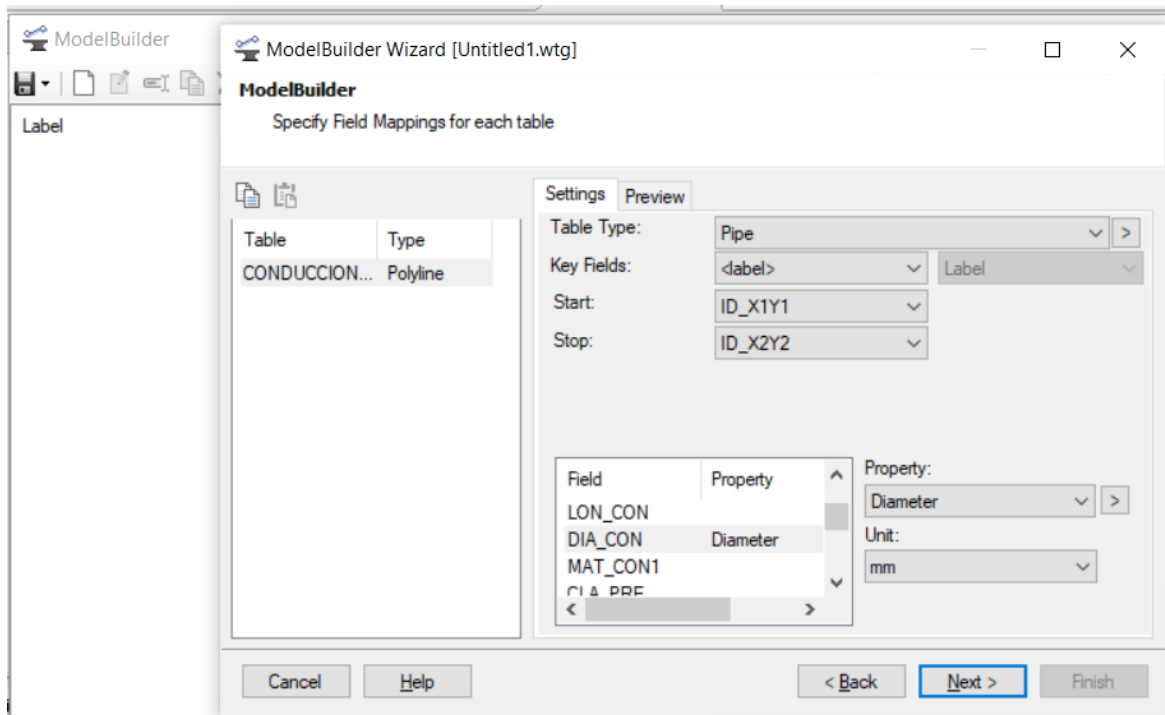 ModelBuilder
ModelBuilder Wizard [Untitled1.wtg]
ModelBuilder
Specify Field Mappings for each table
Label
Settings Preview
Table Type: Pipe >
Table Type
Key Fields: <label> Label
CONDUCCION... Polyline
Start: ID_X1Y1
Stop: ID_X2Y2
Field Property
Property:
LON_CON
Diameter >
DIA_CON Diameter
Unit:
MAT_CON1
mm
CLA_PRE
Cancel Help < Back Next > Finish